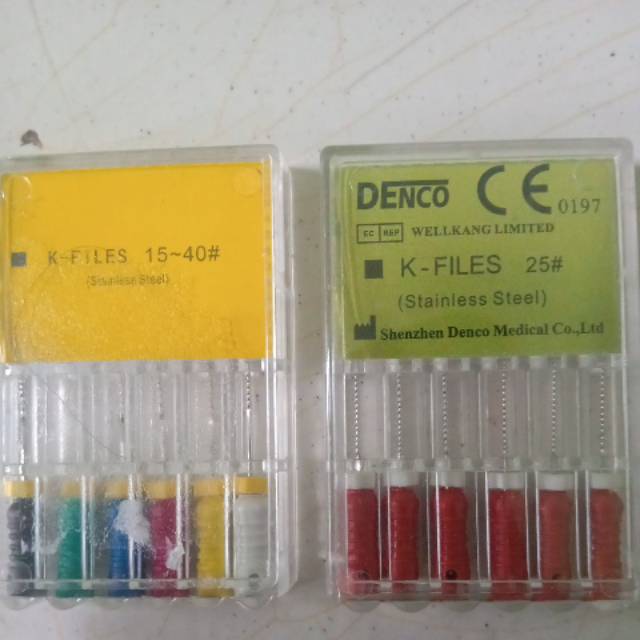 K-FILES 15~40#
(Stainless Steel)
DENCO CE 0197
EC REP WELLKANG LIMITED
K-FILES 25#
(Stainless Steel)
Shenzhen Denco Medical Co.,Ltd